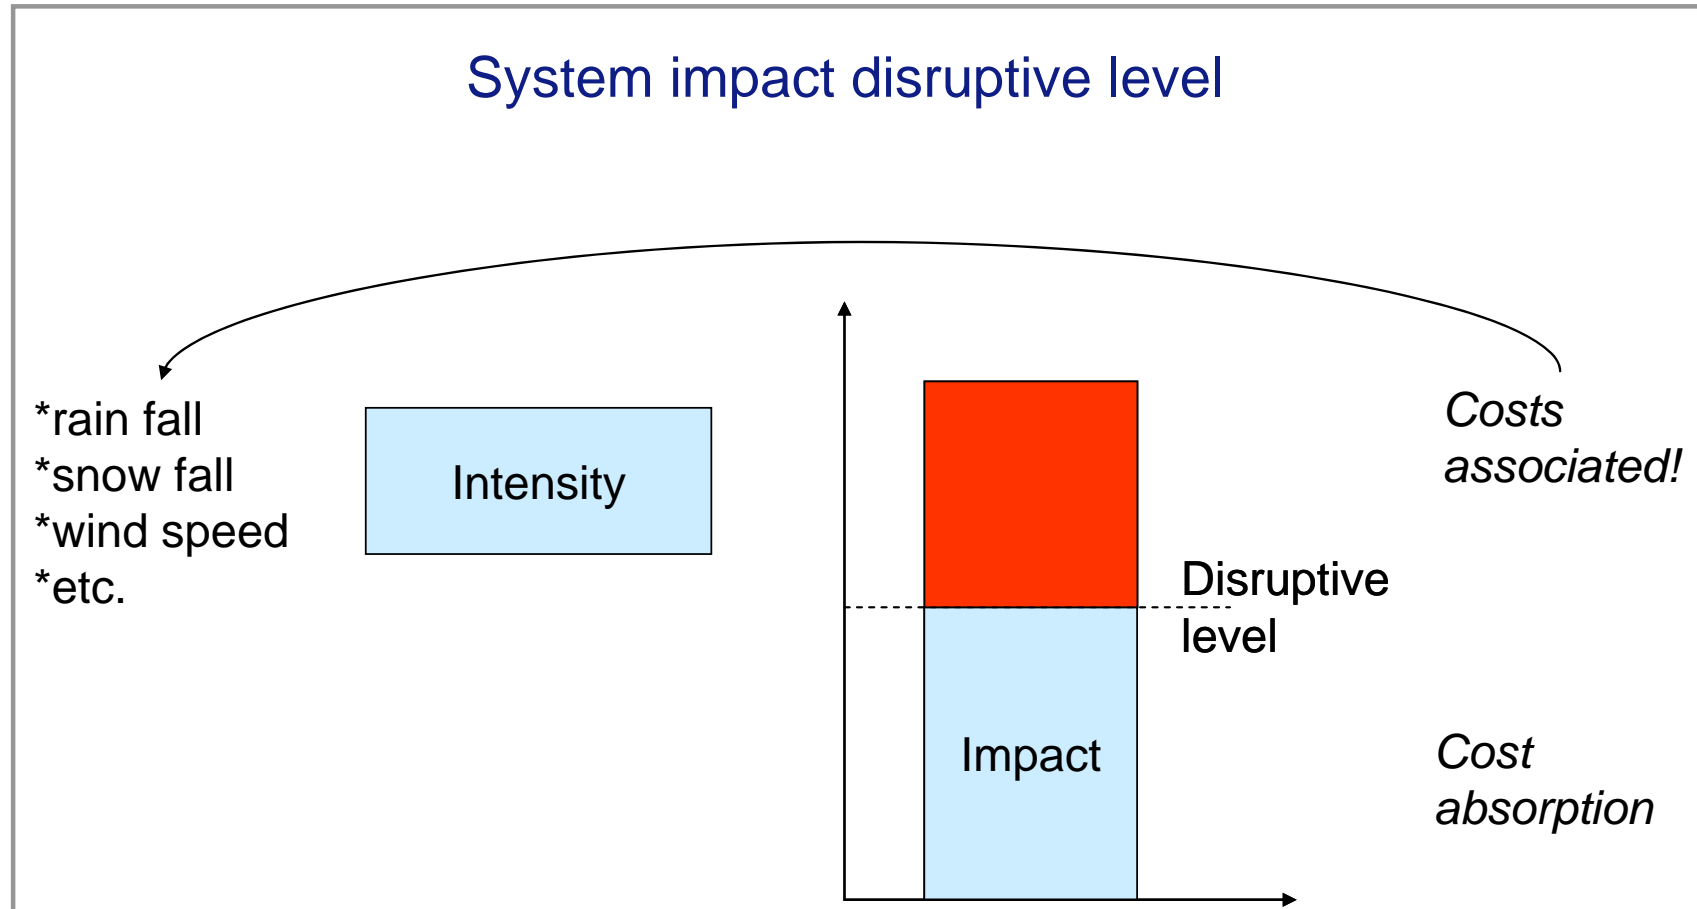 System impact disruptive level
*rain fall
*snow fall
*wind speed
*etc.
Intensity
Costs
associated!
Disruptive
level
Impact
Cost
absorption